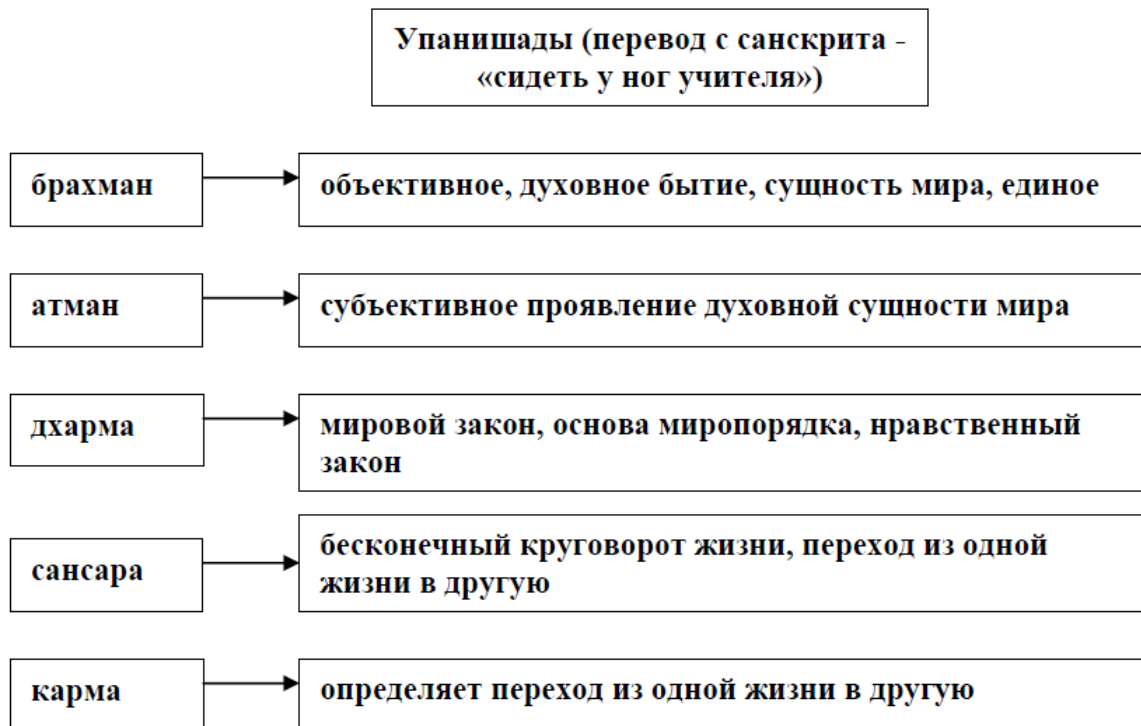 Упанишады (перевод с санскрита -
«сидеть у ног учителя»)
брахман
объективное, духовное бытие, сущность мира, единое
атман
субъективное проявление духовной сущности мира
дхарма
мировой закон, основа миропорядка, нравственный
закон
сансара
бесконечный круговорот жизни, переход из одной
жизни в другую
карма
определяет переход из одной жизни в другую